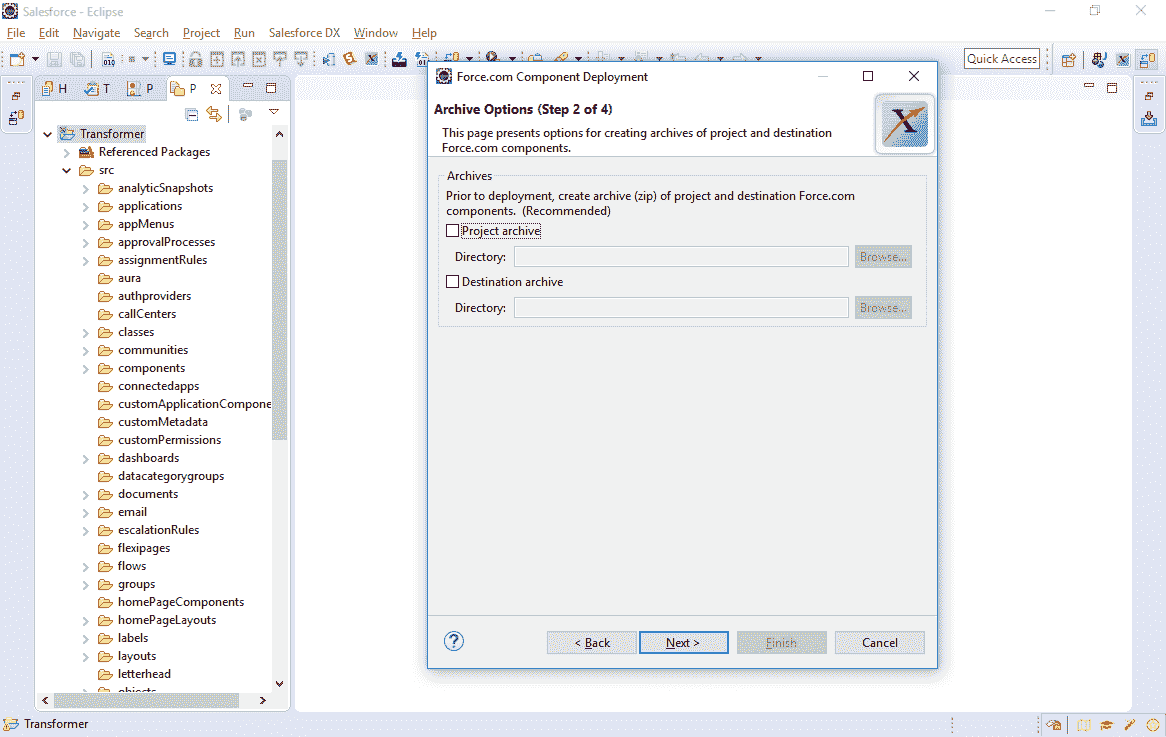 Salesforce - Eclipse
File Edit Navigate Search Project Run Salesforce DX Window Help
Quick Access
H T P P
Transformer
Referenced Packages
src
analyticSnapshots
applications
appMenus
approvalProcesses
assignmentRules
aura
authproviders
callCenters
classes
communities
components
connectedapps
customApplicationCompone
customMetadata
customPermissions
dashboards
datacategorygroups
documents
email
escalationRules
flexipages
flows
groups
homePageComponents
homePageLayouts
labels
layouts
letterhead
objects
Transformer
Force.com Component Deployment
Archive Options (Step 2 of 4)
This page presents options for creating archives of project and destination
Force.com components.
Archives
Prior to deployment, create archive (zip) of project and destination Force.com
components.  (Recommended)
Project archive
Directory: Browse...
Destination archive
Directory: Browse...
? < Back Next > Finish Cancel